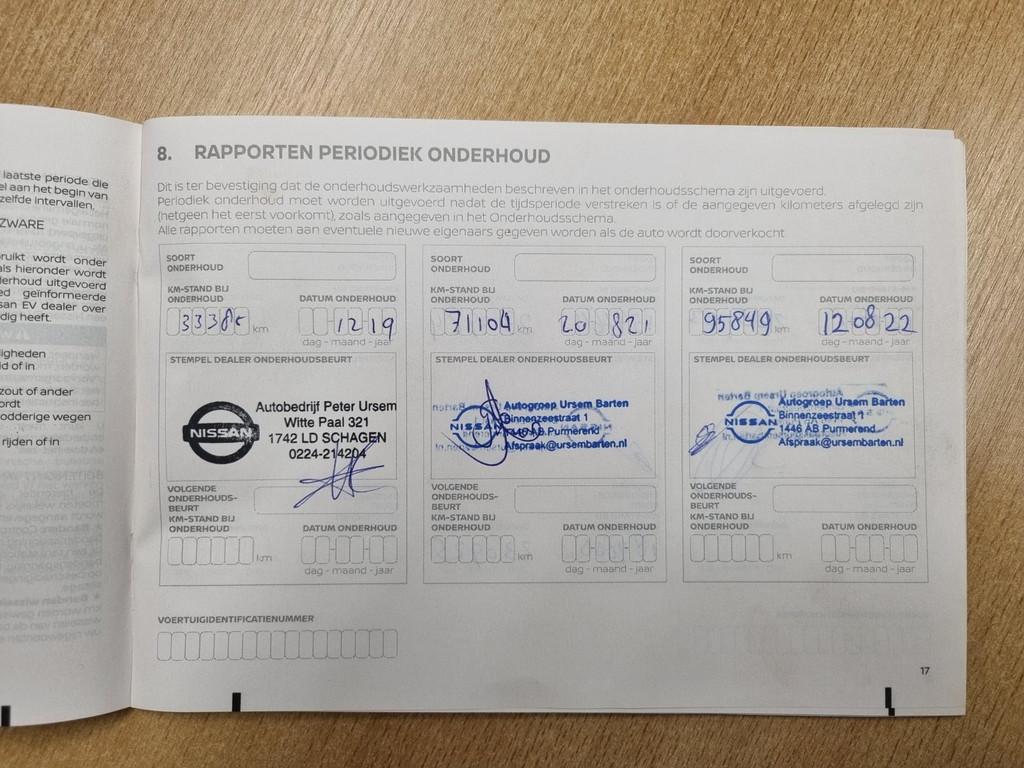 laatste periode die
el aan het begin van
zelfde intervallen.
ZWARE
ruikt wordt onder
als hieronder wordt
derhoud uitgevoerd
ed geïnformeerde
san EV dealer over
dig heeft.
igheden
d of in
zout of ander
ordt
odderige wegen
rijden of in
8. RAPPORTEN PERIODIEK ONDERHOUD
Dit is ter bevestiging dat de onderhoudswerkzaamheden beschreven in het onderhoudsschema zijn uitgevoerd.
Periodiek onderhoud moet worden uitgevoerd nadat de tijdsperiode verstreken is of de aangegeven kilometers afgelegd zijn
(hetgeen het eerst voorkomt), zoals aangegeven in het Onderhoudsschema.
Alle rapporten moeten aan eventuele nieuwe eigenaars gegeven worden als de auto wordt doorverkocht
SOORT
ONDERHOUD
KM-STAND BIJ
ONDERHOUD DATUM ONDERHOUD
km 12 19
dag - maand - jaar
STEMPEL DEALER ONDERHOUDSBEURT
NISSAN
Autobedrijf Peter Ursem
Witte Paal 321
1742 LD SCHAGEN
0224-214204
VOLGENDE
ONDERHOUDS-
BEURT
KM-STAND BIJ
ONDERHOUD DATUM ONDERHOUD
km
dag - maand - jaar
SOORT
ONDERHOUD
KM-STAND BIJ
ONDERHOUD DATUM ONDERHOUD
71104 km 20 8 21
dag - maand - jaar
STEMPEL DEALER ONDERHOUDSBEURT
NISSAN
Autogroep Ursem Barten
Binnenzeestraat 1
1446 AB Purmerend
Afspraak@ursembarten.nl
VOLGENDE
ONDERHOUDS-
BEURT
KM-STAND BIJ
ONDERHOUD DATUM ONDERHOUD
km
dag - maand - jaar
SOORT
ONDERHOUD
KM-STAND BIJ
ONDERHOUD DATUM ONDERHOUD
95849 km 12 08 22
dag - maand - jaar
STEMPEL DEALER ONDERHOUDSBEURT
NISSAN
Autogroep Ursem Barten
Binnenzeestraat 1
1446 AB Purmerend
Afspraak@ursembarten.nl
VOLGENDE
ONDERHOUDS-
BEURT
KM-STAND BIJ
ONDERHOUD DATUM ONDERHOUD
km
dag - maand - jaar
VOERTUIGIDENTIFICATIENUMMER
17